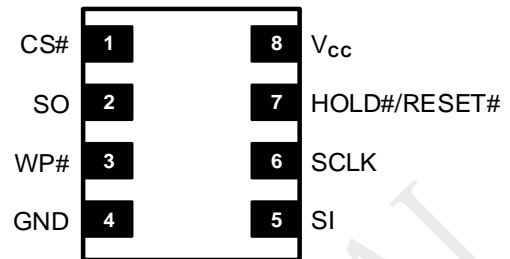 CS# 1 8 Vcc
SO 2 7 HOLD#/RESET#
WP# 3 6 SCLK
GND 4 5 SI